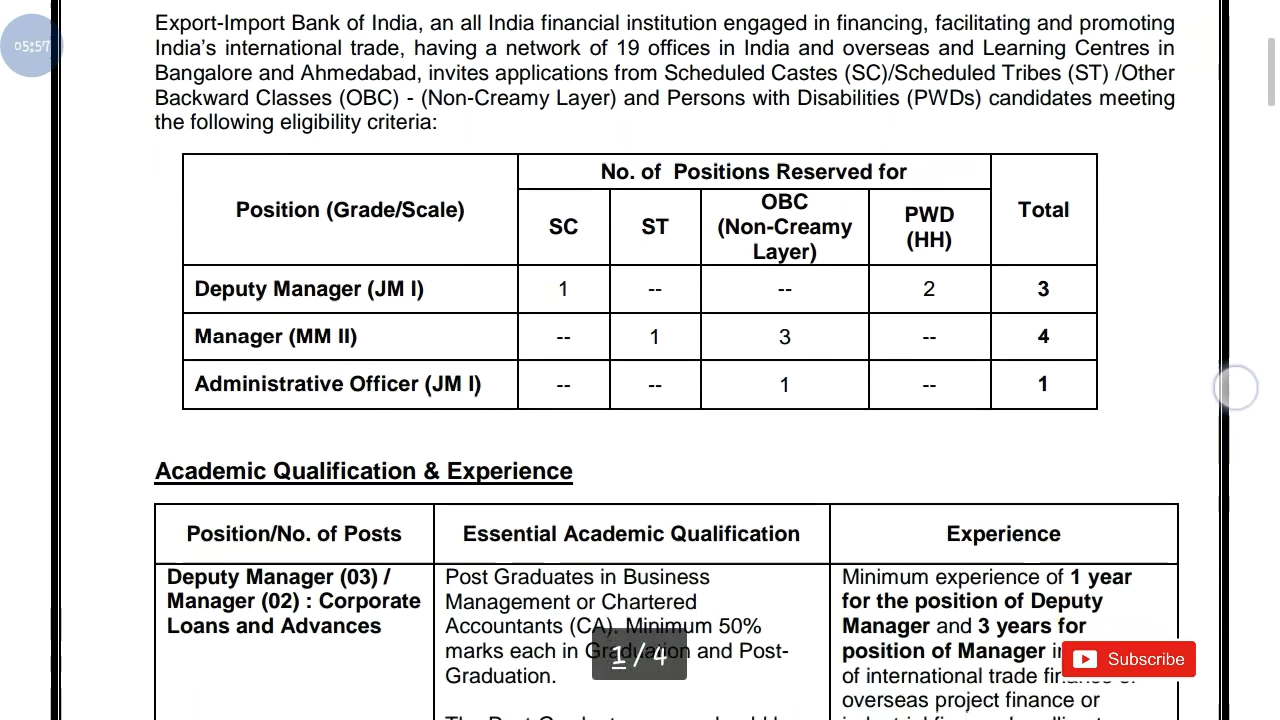 Export-Import Bank of India, an all India financial institution engaged in financing, facilitating and promoting
India's international trade, having a network of 19 offices in India and overseas and Learning Centres in
Bangalore and Ahmedabad, invites applications from Scheduled Castes (SC)/Scheduled Tribes (ST) /Other
Backward Classes (OBC) - (Non-Creamy Layer) and Persons with Disabilities (PWDs) candidates meeting
the following eligibility criteria:
05:57
Position (Grade/Scale)
No. of Positions Reserved for
Total
SC
ST
OBC
(Non-Creamy
Layer)
PWD
(HH)
Deputy Manager (JM I) 1 -- -- 2 3
Manager (MM II) -- 1 3 -- 4
Administrative Officer (JM I) -- -- 1 -- 1
Academic Qualification & Experience
Position/No. of Posts
Essential Academic Qualification
Experience
Deputy Manager (03) /
Manager (02) : Corporate
Loans and Advances
Post Graduates in Business
Management or Chartered
Accountants (CA). Minimum 50%
marks each in Graduation and Post-
Graduation.
Minimum experience of 1 year
for the position of Deputy
Manager and 3 years for
position of Manager
of international trade
overseas project finance or
1 / 4
Subscribe